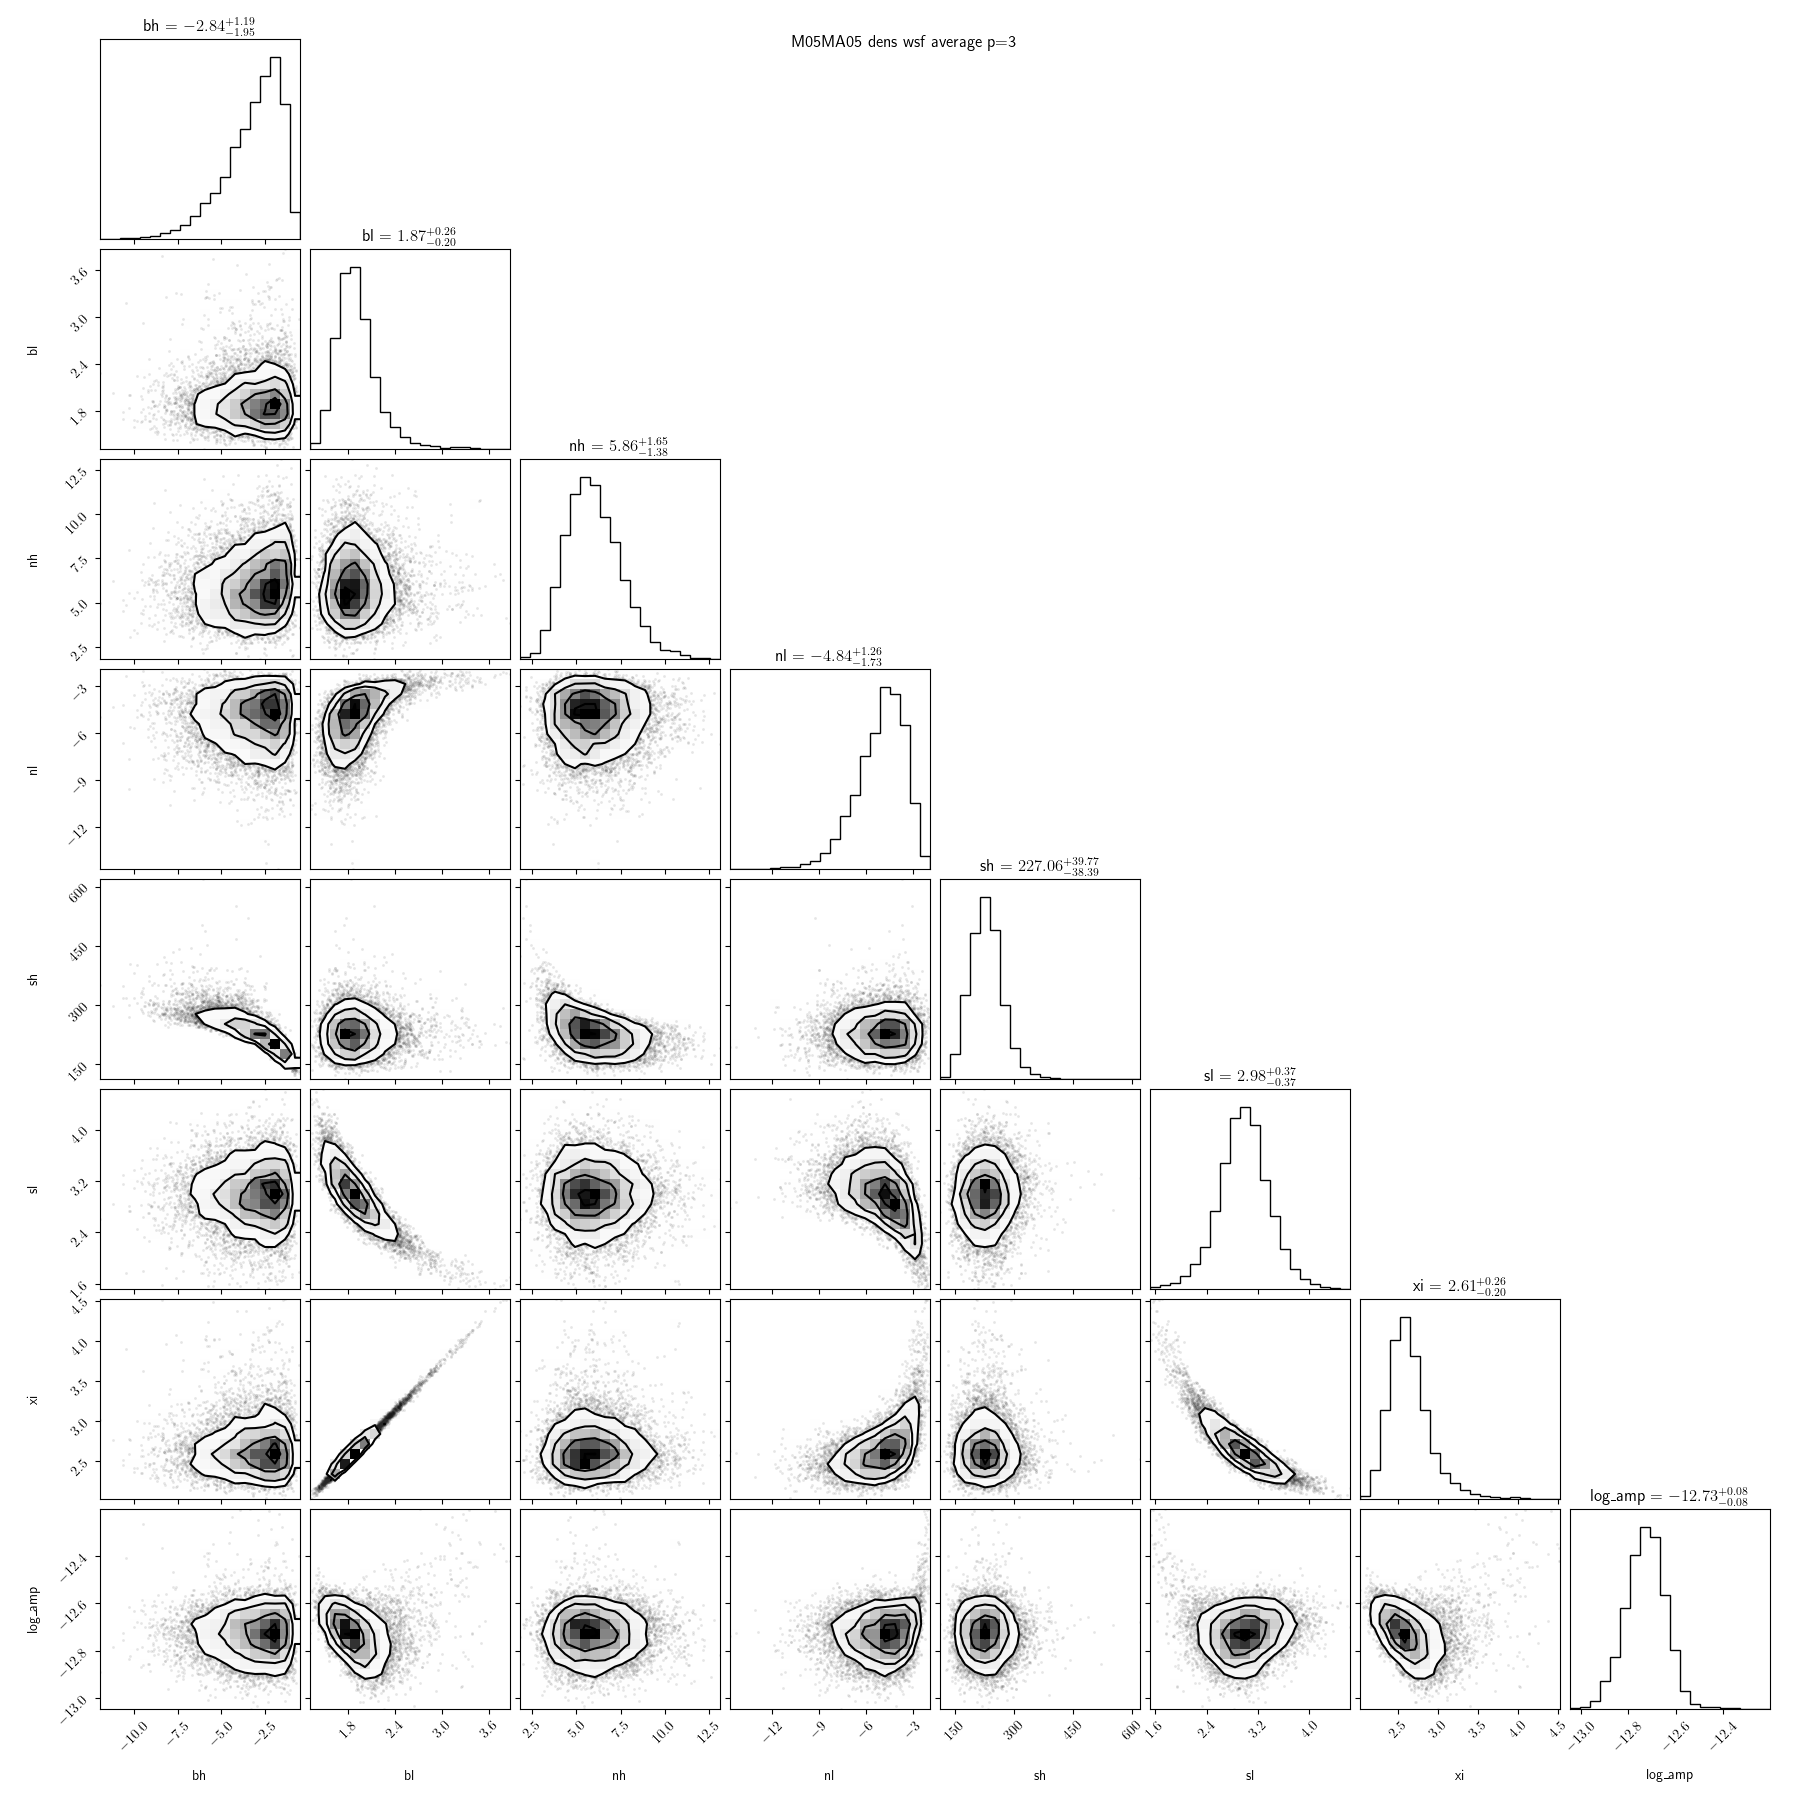 M05MA05 dens wsf average p=3
bh = −2.84 +1.19 −1.95
bl = 1.87 +0.26 −0.20
nh = 5.86 +1.65 −1.38
nl = −4.84 +1.26 −1.73
sh = 227.06 +39.77 −38.39
sl = 2.98 +0.37 −0.37
xi = 2.61 +0.26 −0.20
log_amp = −12.73 +0.08 −0.08
bl
3.6
3.0
2.4
1.8
nh
12.5
10.0
7.5
5.0
2.5
nl
−3
−6
−9
−12
sh
600
450
300
150
sl
4.0
3.2
2.4
1.6
xi
4.5
4.0
3.5
3.0
2.5
log_amp
−12.4
−12.6
−12.8
−13.0
−10.0 −7.5 −5.0 −2.5
1.8 2.4 3.0 3.6
2.5 5.0 7.5 10.0 12.5
−12 −9 −6 −3
150 300 450 600
1.6 2.4 3.2 4.0
2.5 3.0 3.5 4.0 4.5
−13.0 −12.8 −12.6 −12.4
bh bl nh nl sh sl xi log_amp